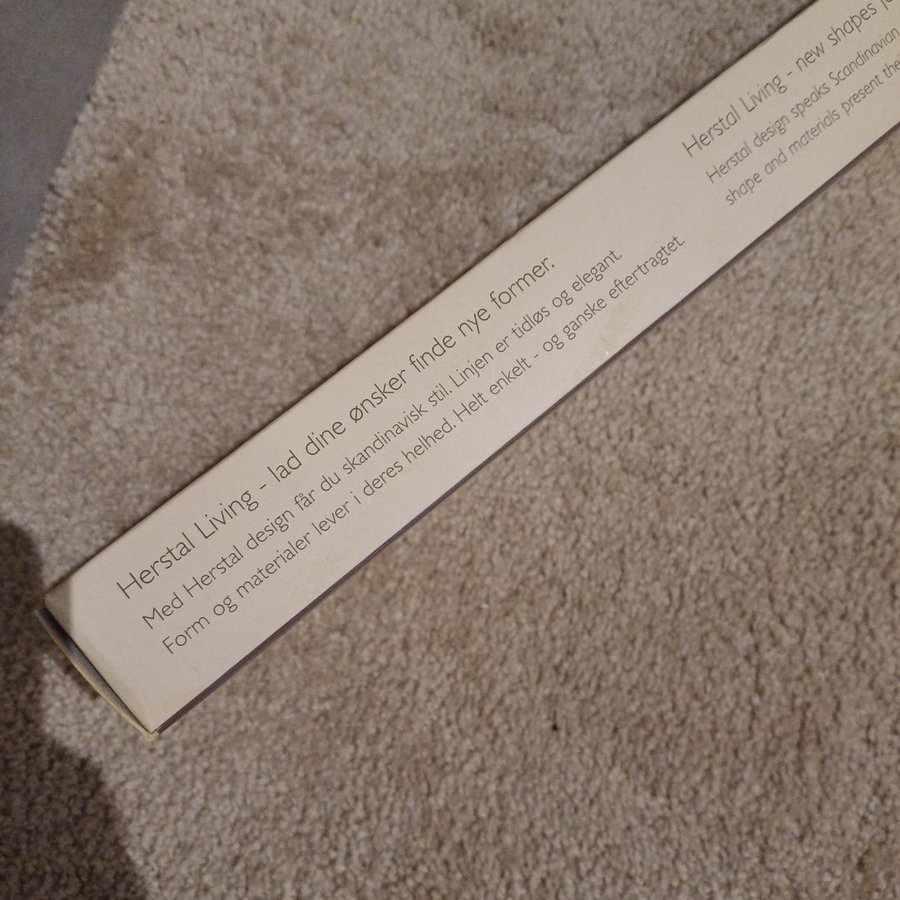 Herstal Living - lad dine ønsker finde nye former.
Med Herstal design får du skandinavisk stil. Linjen er tidløs og elegant.
Form og materialer lever i deres helhed. Helt enkelt - og ganske eftertragtet.
Herstal Living - new shapes
Herstal design speaks Scandinavian
shape and materials present the